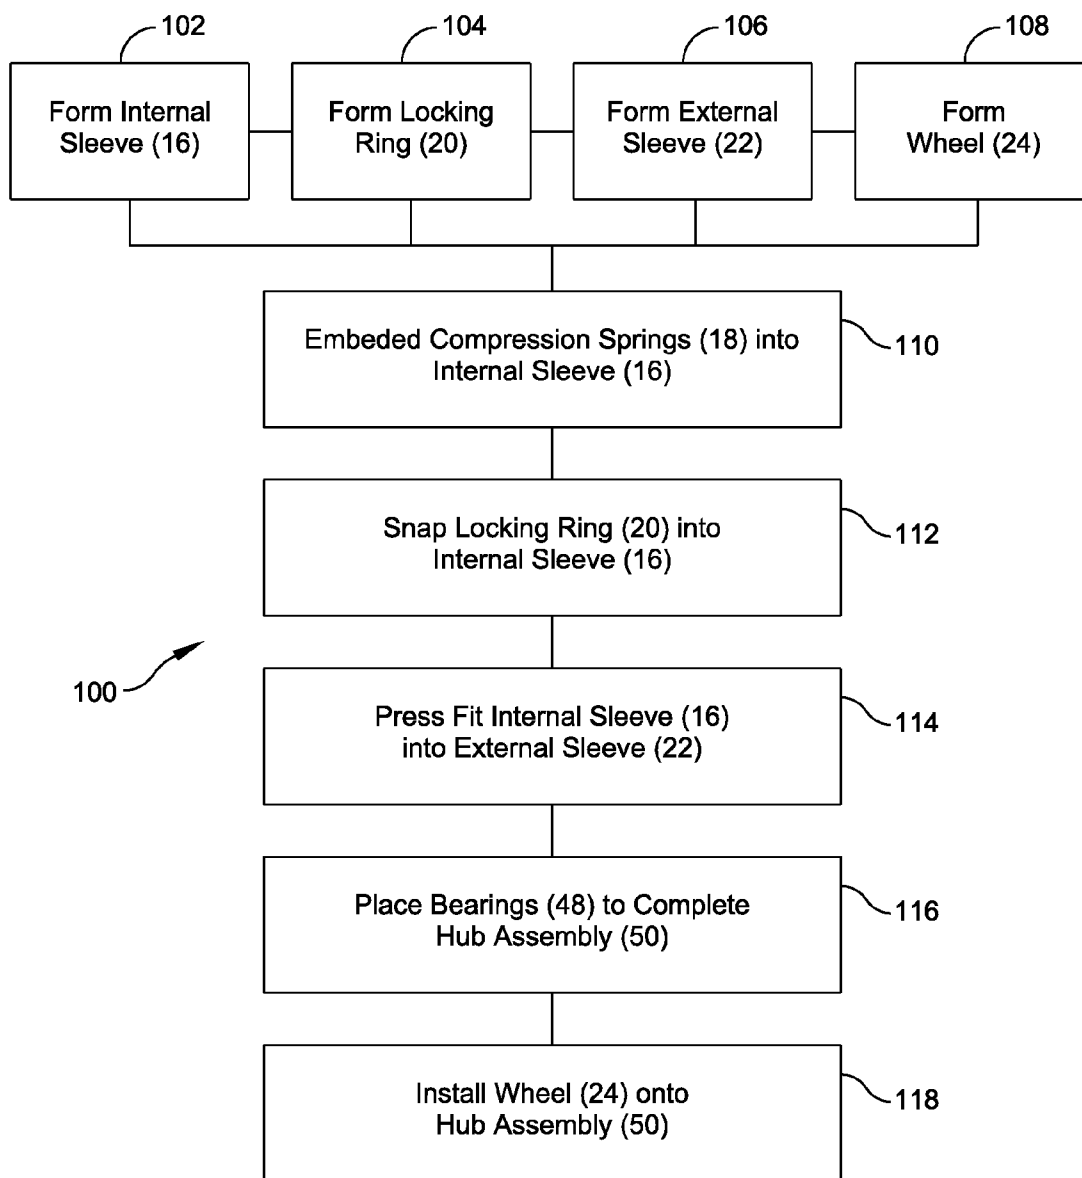 102
104
106
108
Form Internal
Sleeve (16)
Form Locking
Ring (20)
Form External
Sleeve (22)
Form
Wheel (24)
Embeded Compression Springs (18) into
Internal Sleeve (16)
110
Snap Locking Ring (20) into
Internal Sleeve (16)
112
100
Press Fit Internal Sleeve (16)
into External Sleeve (22)
114
Place Bearings (48) to Complete
Hub Assembly (50)
116
Install Wheel (24) onto
Hub Assembly (50)
118